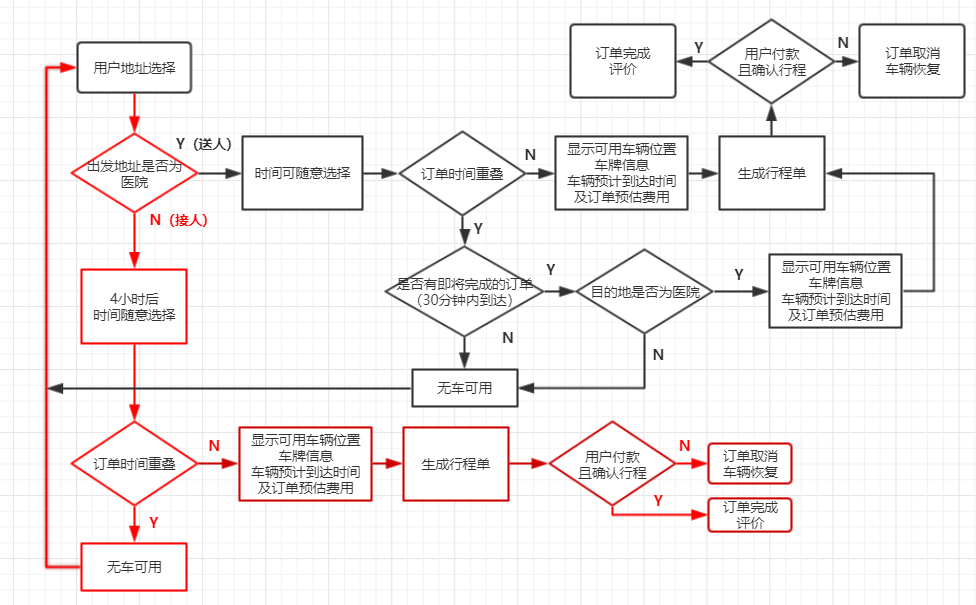 用户地址选择
出发地址是否为
医院
Y（送人）
N（接人）
时间可随意选择
订单时间重叠
N
Y
显示可用车辆位置
车牌信息
车辆预计到达时间
及订单预估费用
生成行程单
用户付款
且确认行程
Y
N
订单完成
评价
订单取消
车辆恢复
是否有即将完成的订单
（30分钟内到达）
Y
N
目的地是否为医院
Y
N
显示可用车辆位置
车牌信息
车辆预计到达时间
及订单预估费用
无车可用
4小时后
时间随意选择
订单时间重叠
N
Y
显示可用车辆位置
车牌信息
车辆预计到达时间
及订单预估费用
生成行程单
用户付款
且确认行程
N
Y
订单取消
车辆恢复
订单完成
评价
无车可用